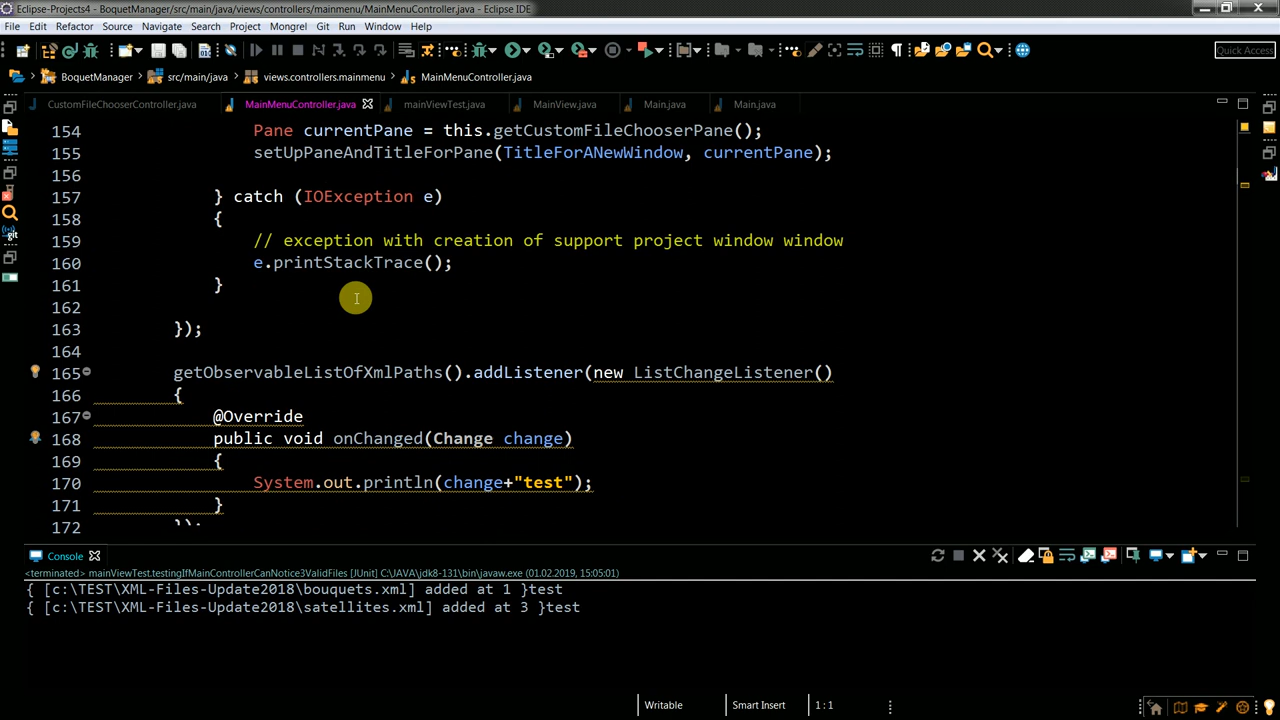 Eclipse-Projects4 - BoquetManager/src/main/java/views/controllers/mainmenu/MainMenuController.java - Eclipse IDE
File Edit Refactor Source Navigate Search Project Mongrel Git Run Window Help
Quick Access
BoquetManager src/main/java views.controllers.mainmenu MainMenuController.java
CustomFileChooserController.java MainMenuController.java mainViewTest.java MainView.java Main.java Main.java
154 Pane currentPane = this.getCustomFileChooserPane();
155 setUpPaneAndTitleForPane(TitleForANewWindow, currentPane);
156
157 } catch (IOException e)
158 {
159 // exception with creation of support project window window
160 e.printStackTrace();
161 }
162
163 });
164
165 getObservableListOfXmlPaths().addListener(new ListChangeListener()
166 {
167 @Override
168 public void onChanged(Change change)
169 {
170 System.out.println(change+"test");
171 }
172 });
Console
<terminated> mainViewTest.testingIfMainControllerCanNotice3ValidFiles [JUnit] C:\JAVA\jdk8-131\bin\javaw.exe (01.02.2019, 15:05:01)
{ [c:\TEST\XML-Files-Update2018\bouquets.xml] added at 1 }test
{ [c:\TEST\XML-Files-Update2018\satellites.xml] added at 3 }test
Writable Smart Insert 1 : 1